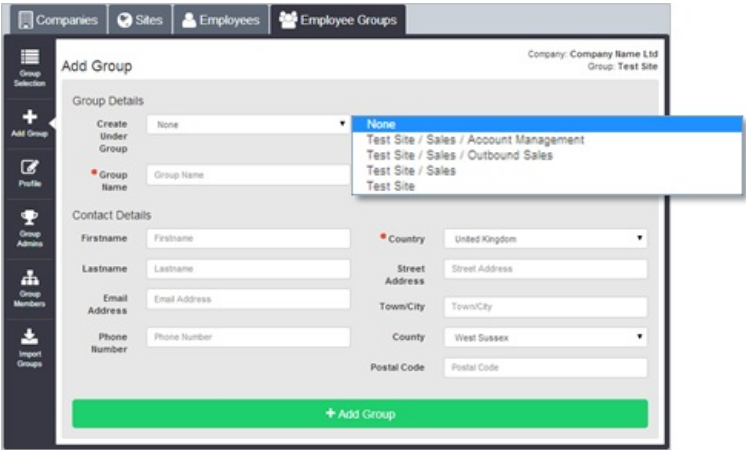 Companies Sites Employees Employee Groups
Company: Company Name Ltd
Group: Test Site
Group
Selection
Add Group
Profile
Group
Admins
Group
Members
Import
Groups
Add Group
Group Details
Create
Under
Group
None
None
Test Site / Sales / Account Management
Test Site / Sales / Outbound Sales
Test Site / Sales
Test Site
Group
Name
Group Name
Contact Details
Firstname Firstname
Lastname Lastname
Email
Address
Email Address
Phone
Number
Phone Number
Country United Kingdom
Street
Address
Street Address
Town/City Town/City
County West Sussex
Postal Code Postal Code
+ Add Group